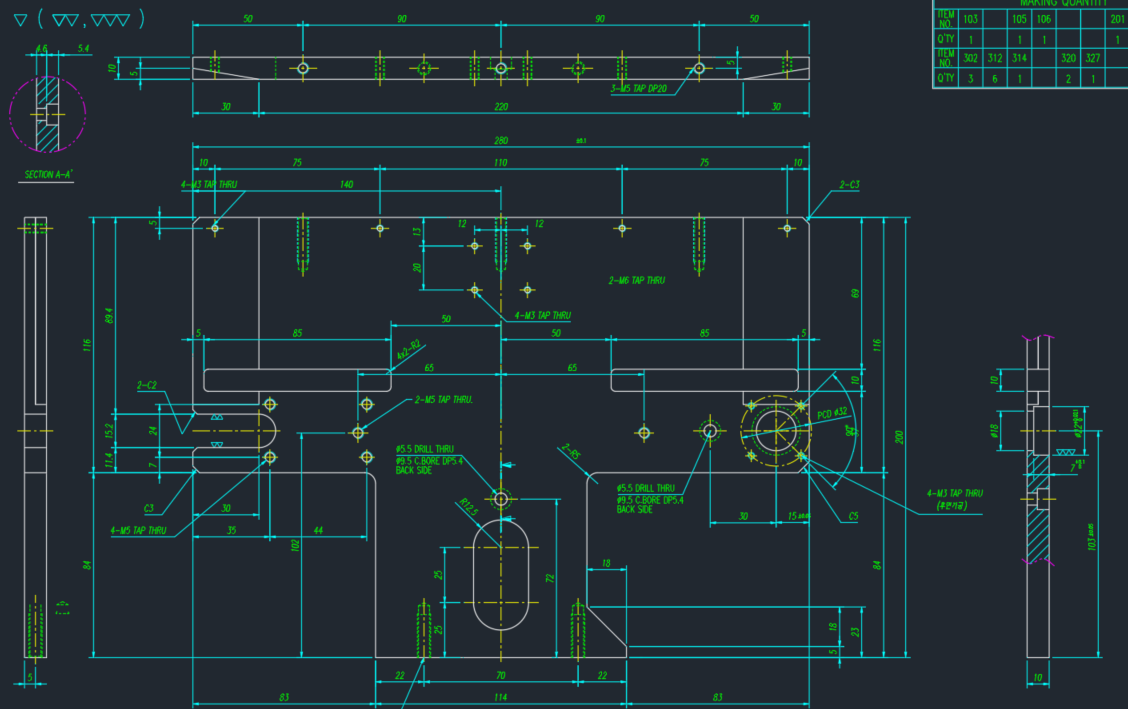 MAKING QUANTITY
ITEM NO. 103 105 106 201
Q'TY 1 1 1 1
ITEM NO. 302 312 314 320 327
Q'TY 3 6 1 2 1
50 90 90 50
4.6 5.4
10 5 5
3-M5 TAP DP20
30 220 30
SECTION A-A'
280
10 75 110 75 10
4-M3 TAP THRU
140
2-C3
5
12 12
13
20
2-M6 TAP THRU
4-M3 TAP THRU
69.4
116
69
116
50 50
5 85 85 5
4x2-R2
65 65
10
10
2-C2
2-M5 TAP THRU.
PCD Ø32
15.2
24
11.4
7
Ø5.5 DRILL THRU
Ø9.5 C.BORE DP5.4
BACK SIDE
2-R5
Ø5.5 DRILL THRU
Ø9.5 C.BORE DP5.4
BACK SIDE
200
Ø18
7
4-M3 TAP THRU
C3
30
4-M5 TAP THRU
35 44
R12.5
30 15
C5
102
84
84
72
25
25
18
18
23
5
103
22 70 22
5
10
83 114 83